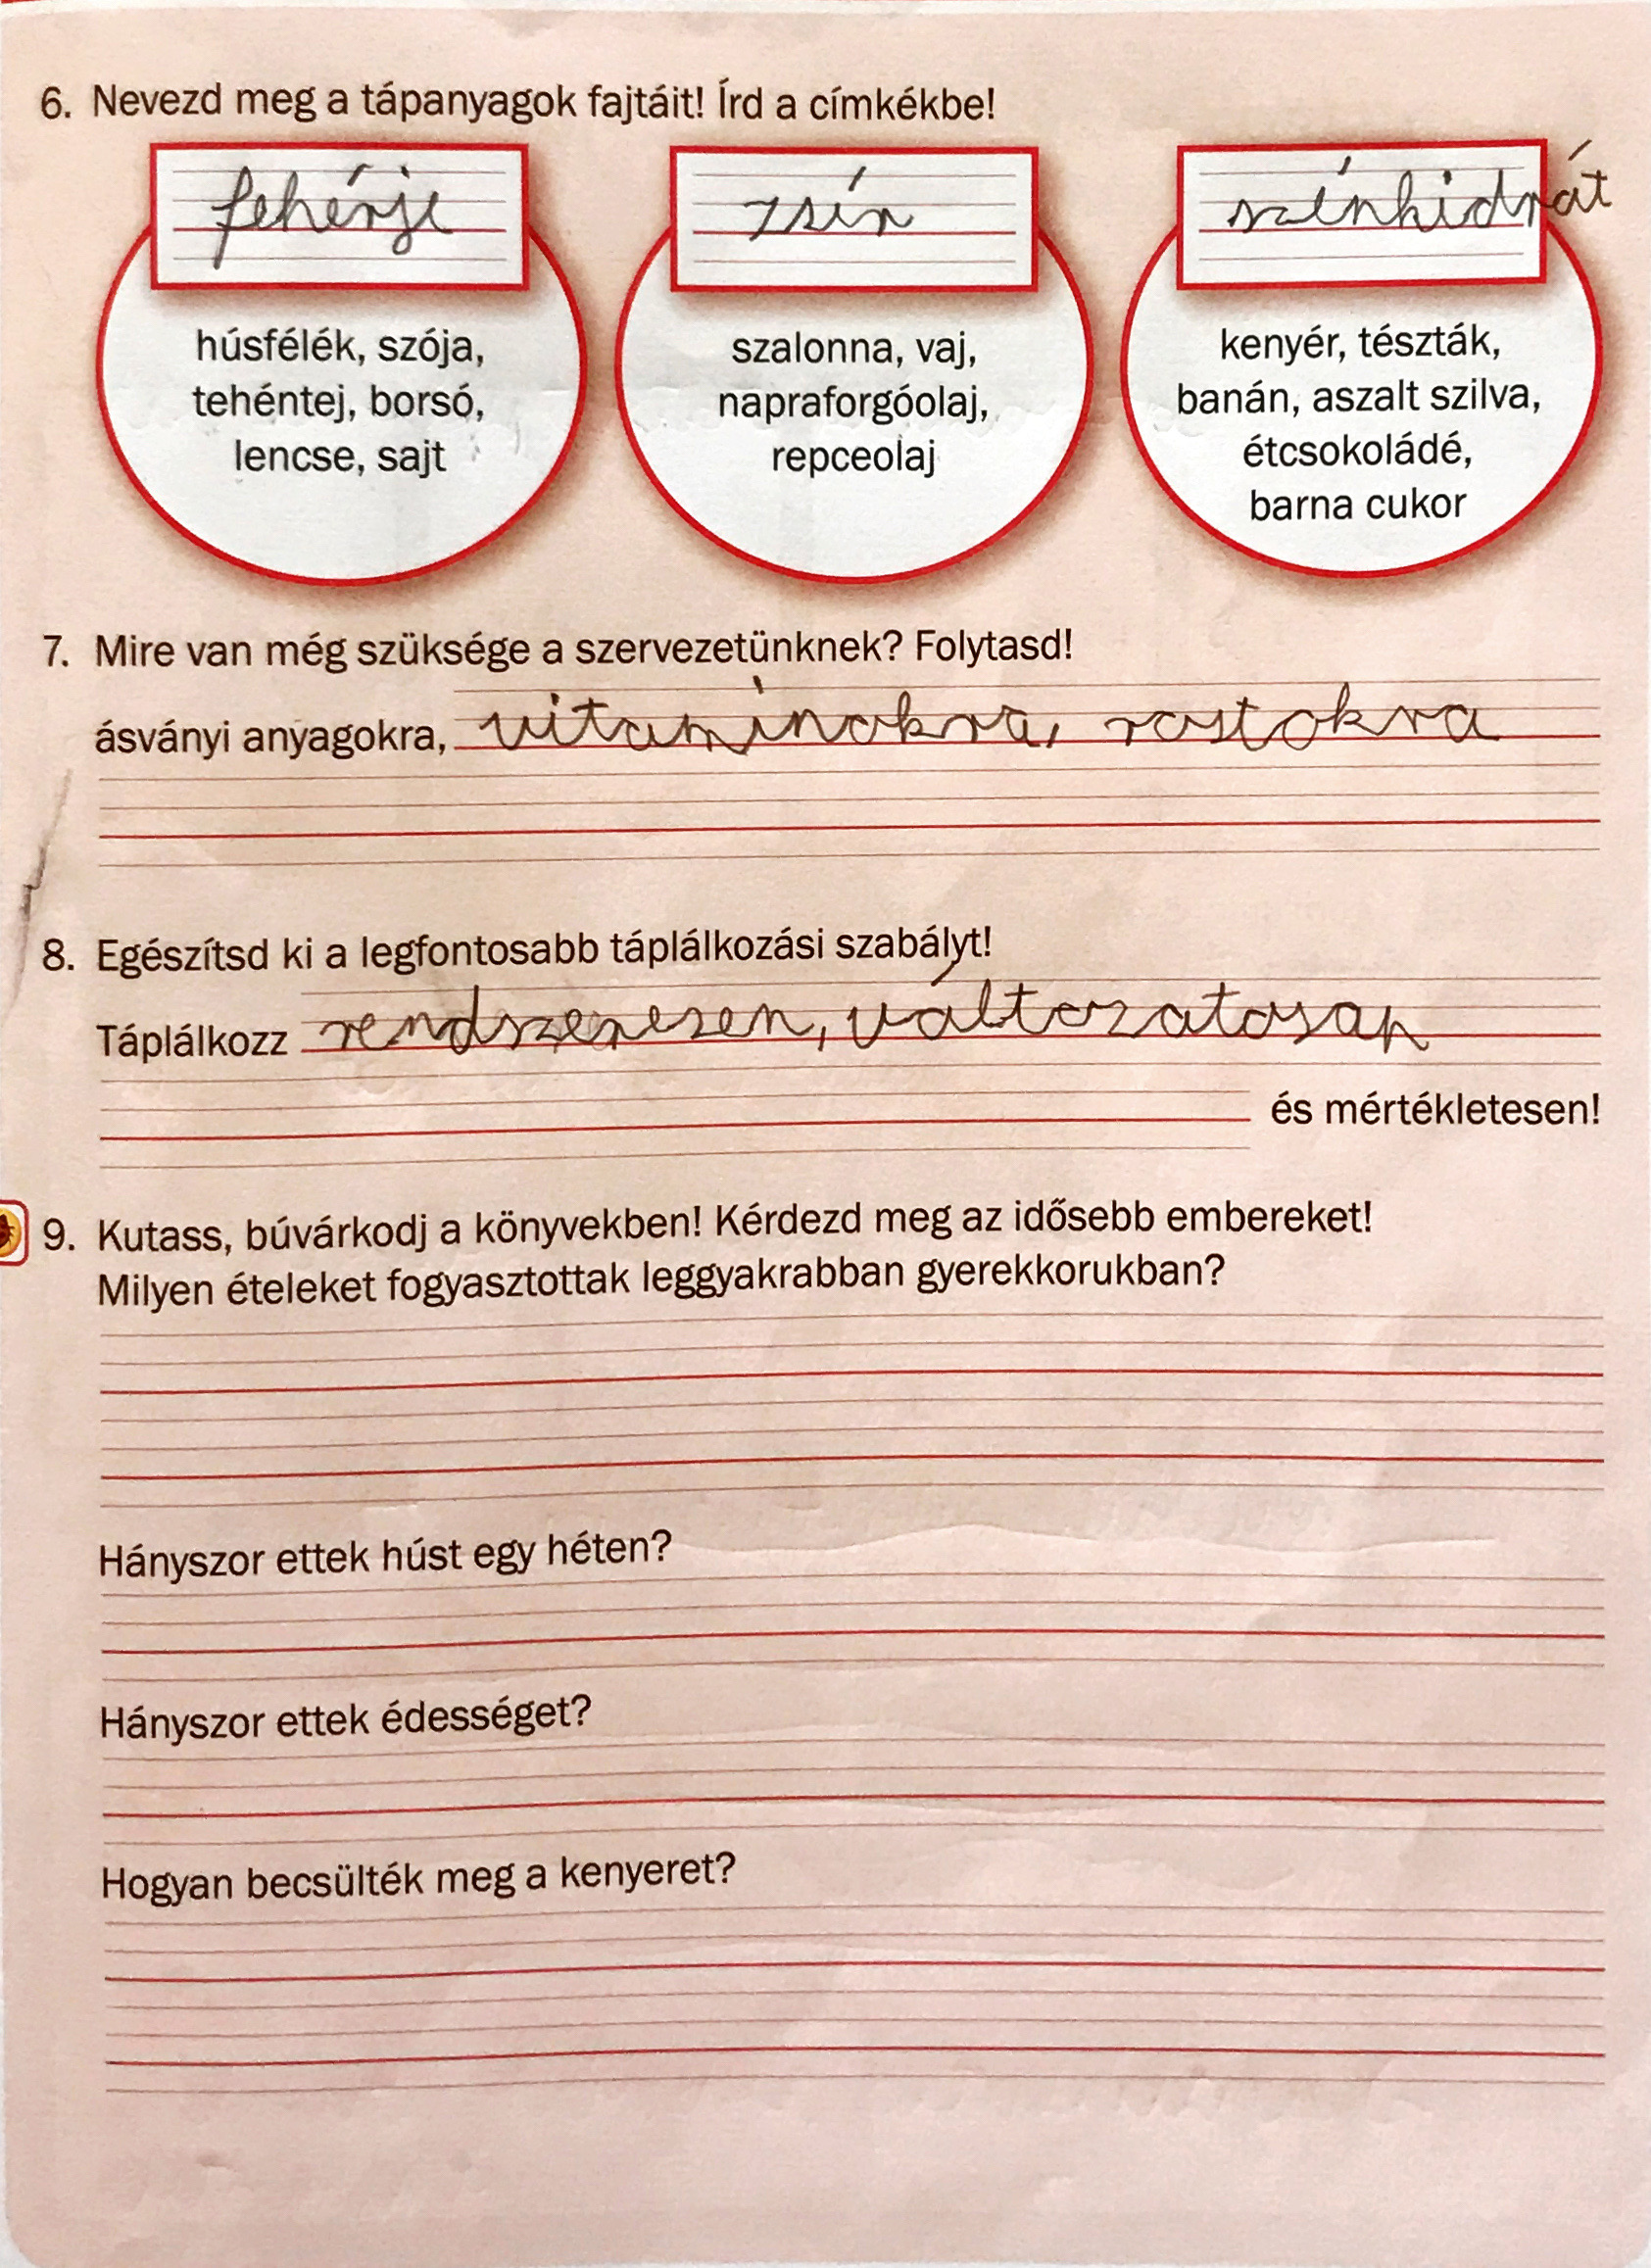 6. Nevezd meg a tápanyagok fajtáit! Írd a címkékbe!
fehérje
zsír
szénhidrát
húsfélék, szója,
tehéntej, borsó,
lencse, sajt
szalonna, vaj,
napraforgóolaj,
repceolaj
kenyér, tészták,
banán, aszalt szilva,
étcsokoládé,
barna cukor
7. Mire van még szüksége a szervezetünknek? Folytasd!
ásványi anyagokra, vitaminokra, rostokra
8. Egészítsd ki a legfontosabb táplálkozási szabályt!
Táplálkozz rendszeresen, változatosan
és mértékletesen!
9. Kutass, búvárkodj a könyvekben! Kérdezd meg az idősebb embereket!
Milyen ételeket fogyasztottak leggyakrabban gyerekkorukban?
Hányszor ettek húst egy héten?
Hányszor ettek édességet?
Hogyan becsülték meg a kenyeret?